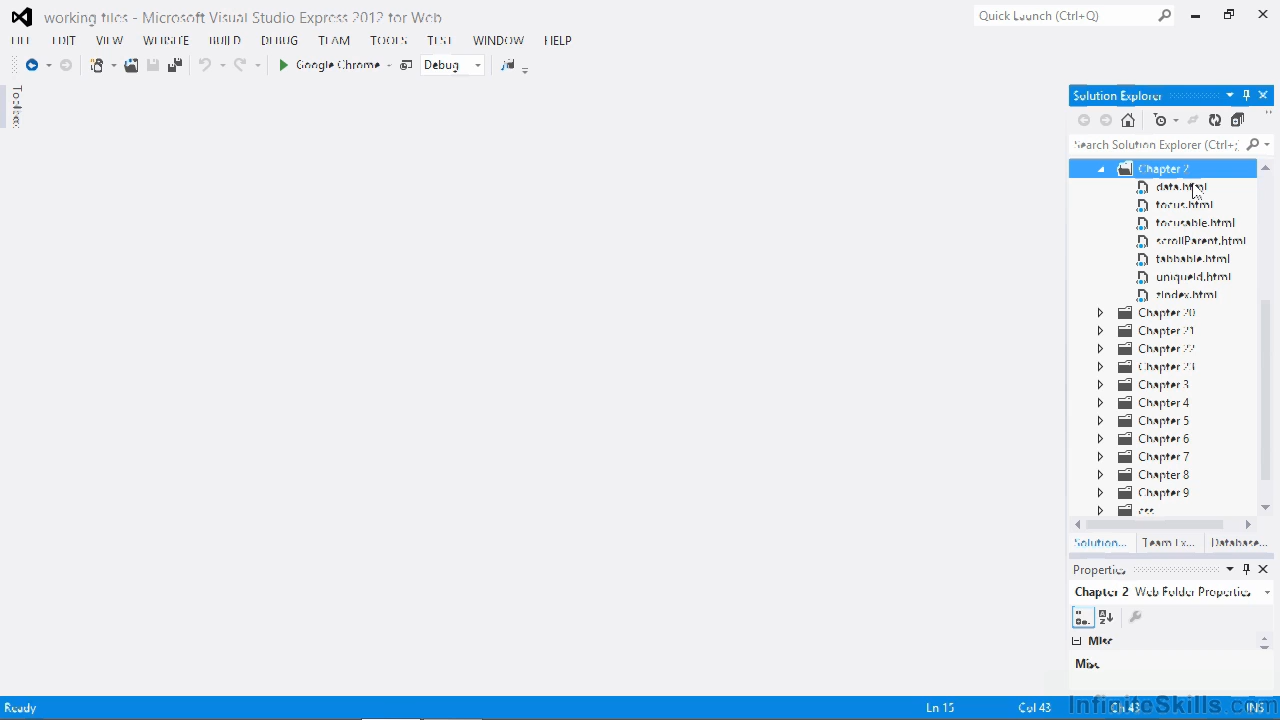 working files - Microsoft Visual Studio Express 2012 for Web
Quick Launch (Ctrl+Q)
FILE EDIT VIEW WEBSITE BUILD DEBUG TEAM TOOLS TEST WINDOW HELP
Google Chrome Debug
Toolbox
Solution Explorer
Search Solution Explorer (Ctrl+;
Chapter 2
data.html
focus.html
focusable.html
scrollParent.html
tabbable.html
uniqueId.html
zIndex.html
Chapter 20
Chapter 21
Chapter 22
Chapter 23
Chapter 3
Chapter 4
Chapter 5
Chapter 6
Chapter 7
Chapter 8
Chapter 9
css
Solution... Team Ex... Database...
Properties
Chapter 2 Web Folder Properties
Misc
Misc
Ready Ln 15 Col 43 Ch 43 INS
InfiniteSkills.com